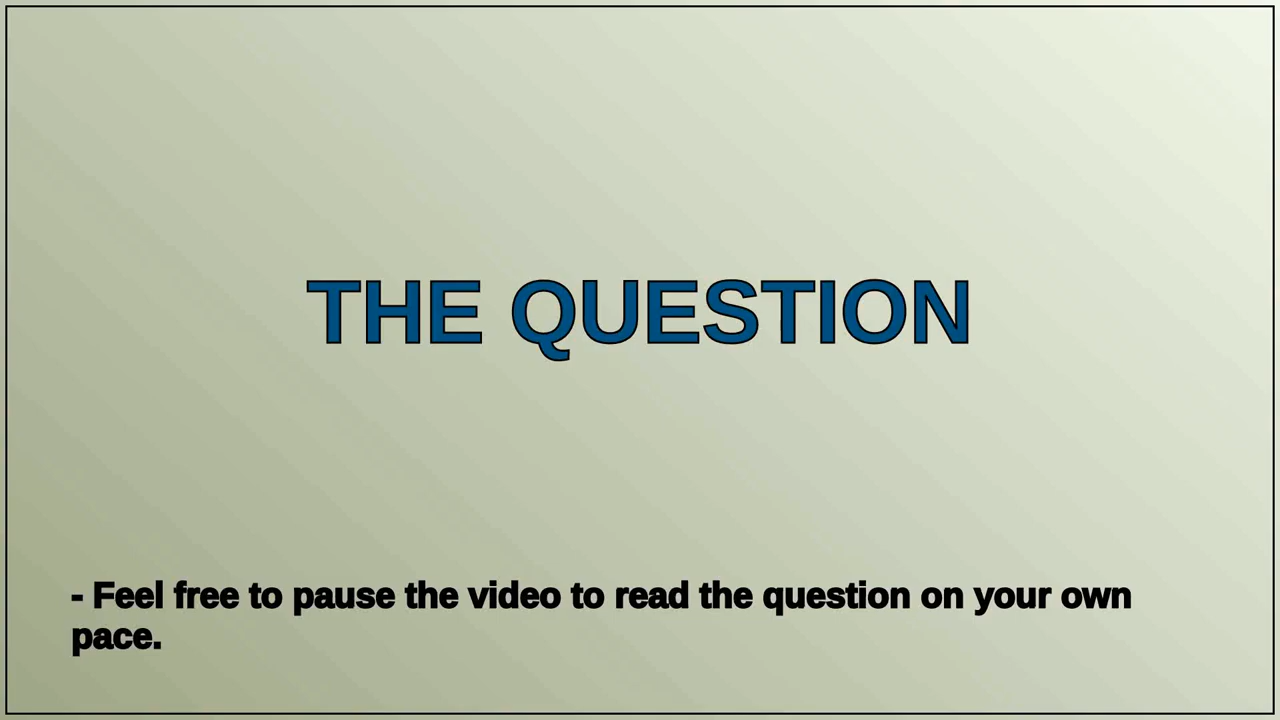 THE QUESTION
- Feel free to pause the video to read the question on your own
pace.